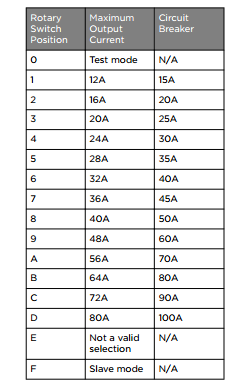 Rotary Switch Position Maximum Output Current Circuit Breaker
0 Test mode N/A
1 12A 15A
2 16A 20A
3 20A 25A
4 24A 30A
5 28A 35A
6 32A 40A
7 36A 45A
8 40A 50A
9 48A 60A
A 56A 70A
B 64A 80A
C 72A 90A
D 80A 100A
E Not a valid selection N/A
F Slave mode N/A